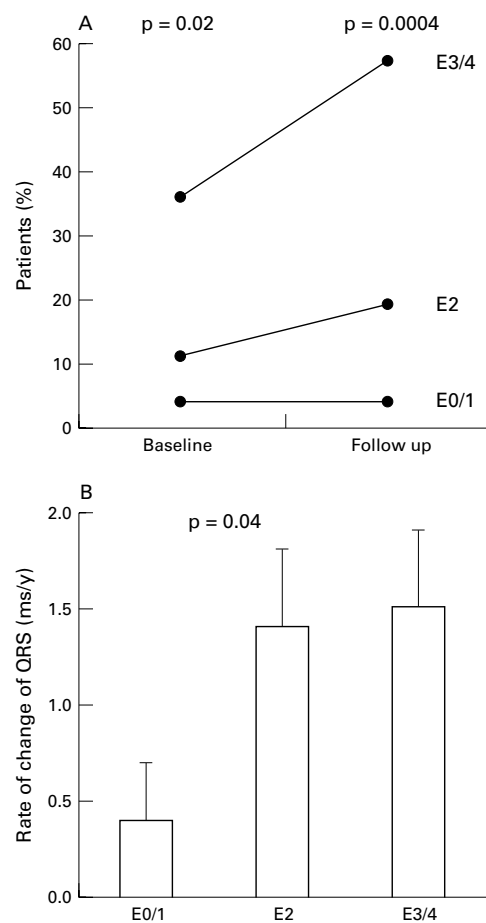 A
p = 0.02
p = 0.0004
60
50
40
30
20
10
0
Patients (%)
E3/4
E2
E0/1
Baseline
Follow up
B
p = 0.04
2.0
1.5
1.0
0.5
0.0
Rate of change of QRS (ms/y)
E0/1
E2
E3/4